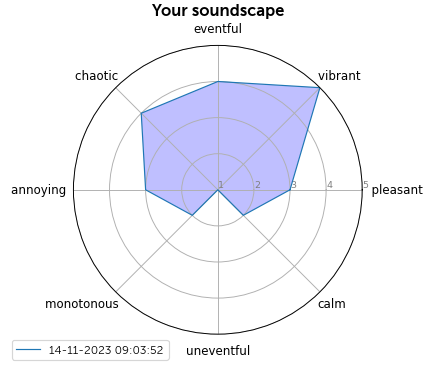 Your soundscape
eventful
chaotic
vibrant
annoying
1
2
3
4
5
pleasant
monotonous
calm
uneventful
14-11-2023 09:03:52